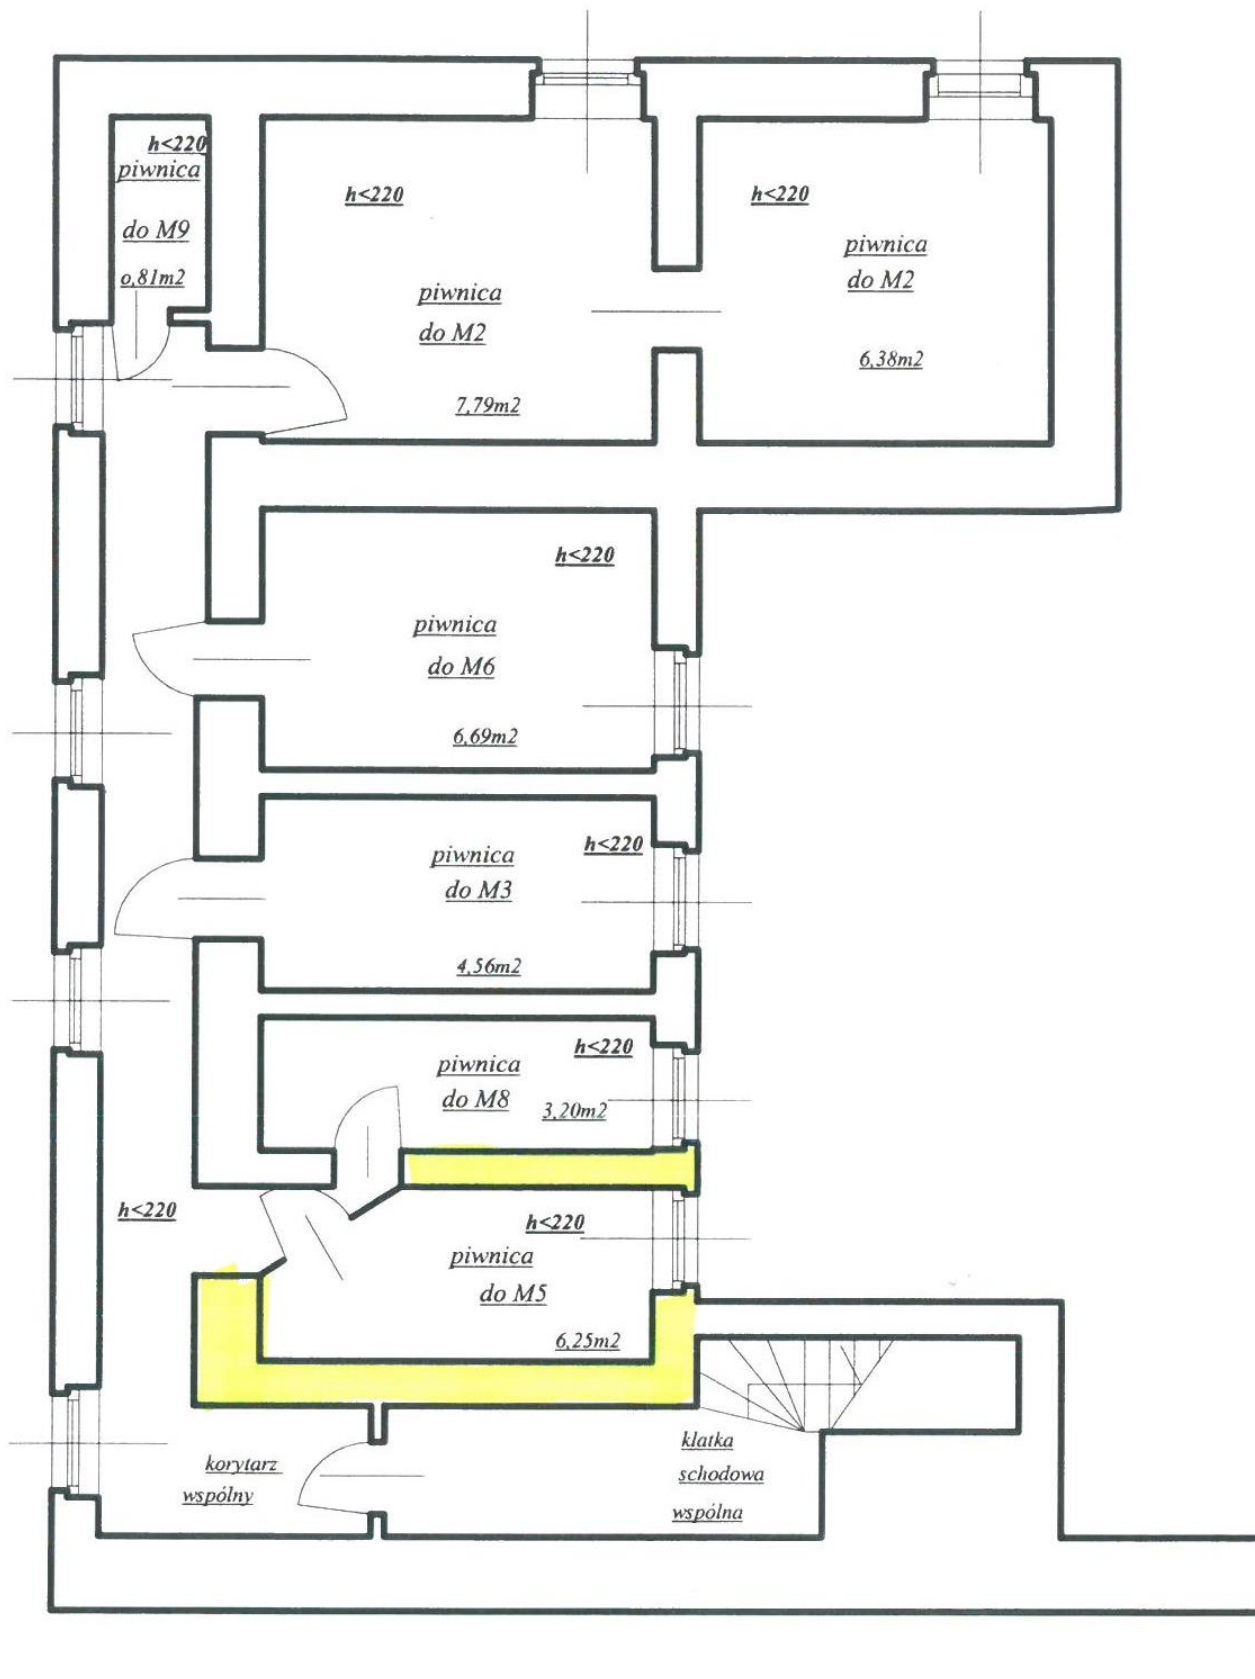 h<220
piwnica
do M9
0,81m2
h<220
piwnica
do M2
7,79m2
h<220
piwnica
do M2
6,38m2
h<220
piwnica
do M6
6,69m2
h<220
piwnica
do M3
4,56m2
h<220
piwnica
do M8
3,20m2
h<220
h<220
piwnica
do M5
6,25m2
korytarz
wspólny
klatka
schodowa
wspólna